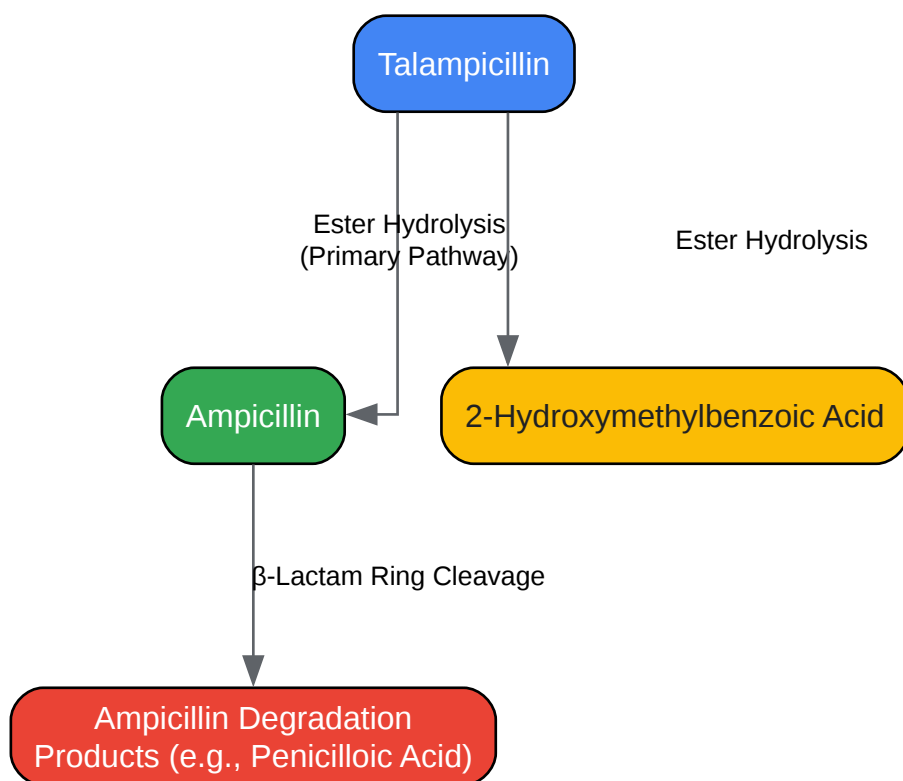 Talampicillin
Ester Hydrolysis
(Primary Pathway)
Ester Hydrolysis
Ampicillin
2-Hydroxymethylbenzoic Acid
β-Lactam Ring Cleavage
Ampicillin Degradation
Products (e.g., Penicilloic Acid)